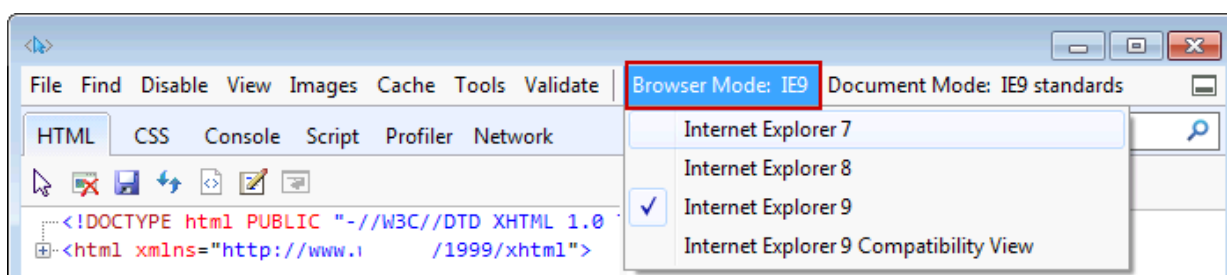 File Find Disable View Images Cache Tools Validate Browser Mode: IE9 Document Mode: IE9 standards
HTML CSS Console Script Profiler Network
Internet Explorer 7
Internet Explorer 8
Internet Explorer 9
Internet Explorer 9 Compatibility View
<!DOCTYPE html PUBLIC "-//W3C//DTD XHTML 1.0
<html xmlns="http://www. /1999/xhtml">